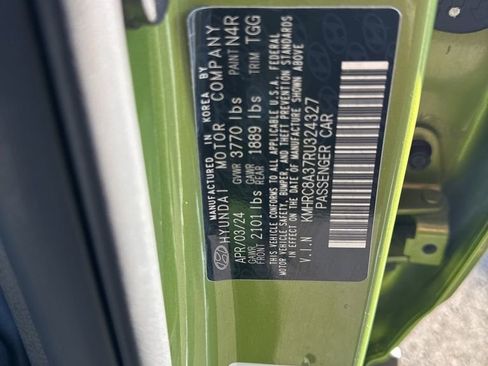 MANUFACTURED IN KOREA BY
HYUNDAI MOTOR COMPANY
APR/03/24 GVWR 3770 lbs PAINT N4R
GAWR FRONT 2101 lbs GAWR REAR 1889 lbs TRIM TGG
THIS VEHICLE CONFORMS TO ALL APPLICABLE U.S.A. FEDERAL
MOTOR VEHICLE SAFETY, BUMPER, AND THEFT PREVENTION STANDARDS
IN EFFECT ON THE DATE OF MANUFACTURE SHOWN ABOVE
V.I.N KMHRC8A37RU324327
PASSENGER CAR